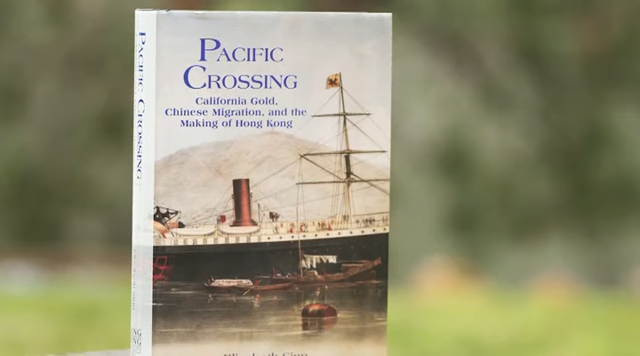 PACIFIC
CROSSING
California Gold,
Chinese Migration, and the
Making of Hong Kong
PACIFIC CROSSING